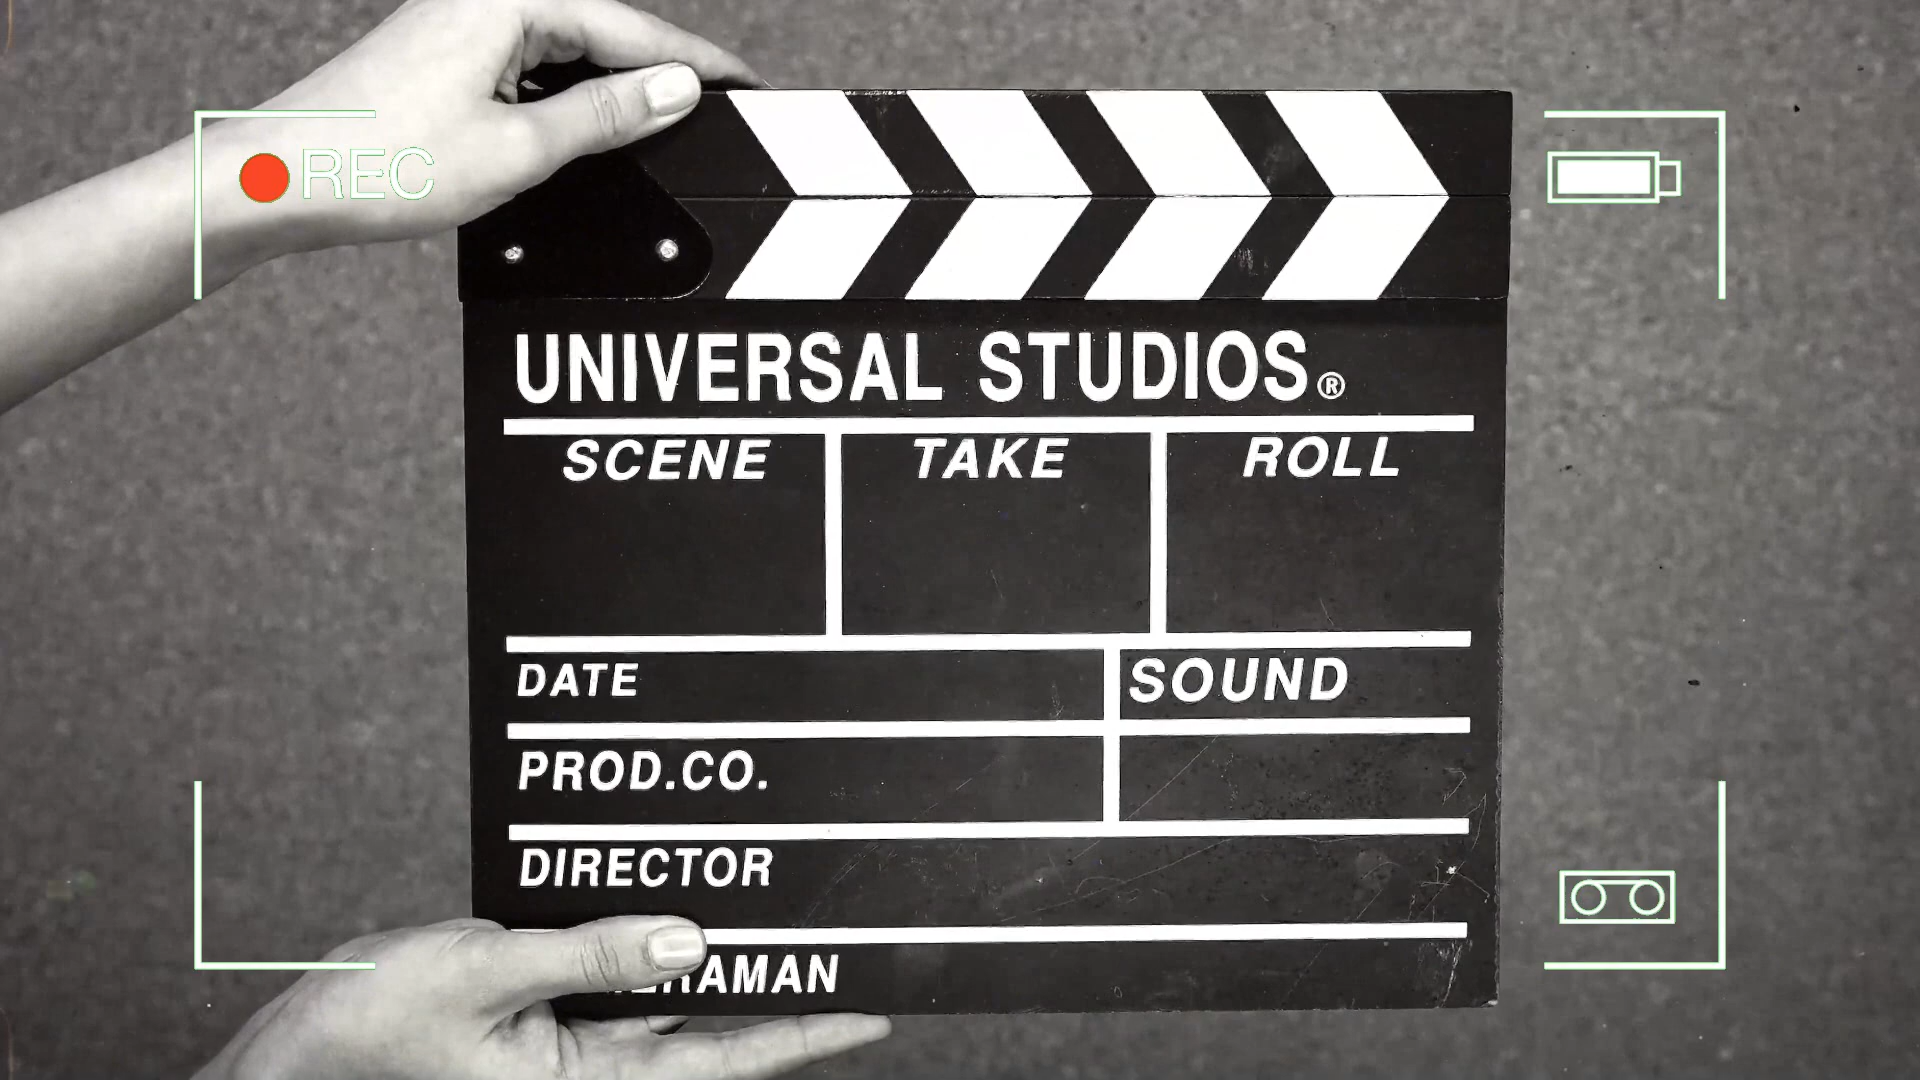 REC
UNIVERSAL STUDIOS®
SCENE TAKE ROLL
DATE SOUND
PROD.CO.
DIRECTOR